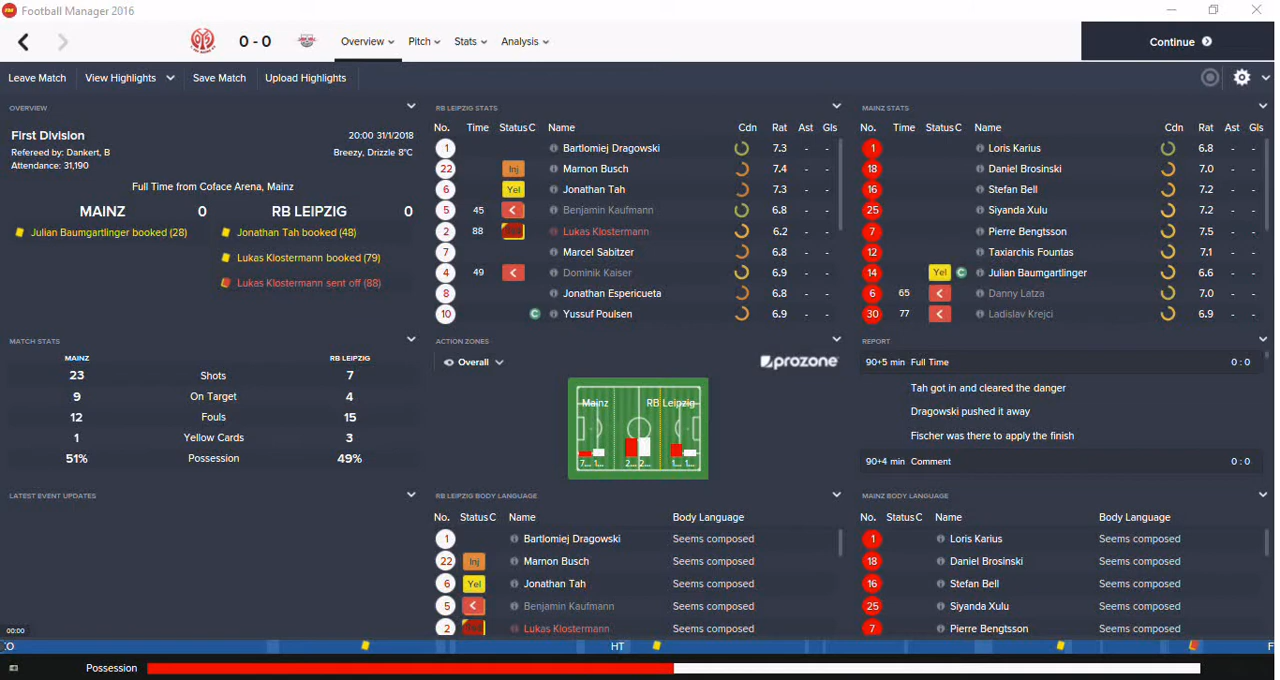 Football Manager 2016
0 - 0 Overview Pitch Stats Analysis Continue
Leave Match View Highlights Save Match Upload Highlights
OVERVIEW
First Division 20:00 31/1/2018
Refereed by: Dankert, B Breezy, Drizzle 8°C
Attendance: 31,190
Full Time from Coface Arena, Mainz
MAINZ 0 RB LEIPZIG 0
Julian Baumgartlinger booked (28) Jonathan Tah booked (48)
Lukas Klostermann booked (79)
Lukas Klostermann sent off (88)
RB LEIPZIG STATS
No. Time Status C Name Cdn Rat Ast Gls
1 Bartlomiej Dragowski 7.3 - -
22 Inj Marnon Busch 7.4 - -
6 Yel Jonathan Tah 7.3 - -
5 45 Benjamin Kaufmann 6.8 - -
2 88 Lukas Klostermann 6.2 - -
7 Marcel Sabitzer 6.8 - -
4 49 Dominik Kaiser 6.9 - -
8 Jonathan Espericueta 6.8 - -
10 C Yussuf Poulsen 6.9 - -
MAINZ STATS
No. Time Status C Name Cdn Rat Ast Gls
1 Loris Karius 6.8 - -
18 Daniel Brosinski 7.0 - -
16 Stefan Bell 7.2 - -
25 Siyanda Xulu 7.2 - -
7 Pierre Bengtsson 7.5 - -
12 Taxiarchis Fountas 7.1 - -
14 Yel C Julian Baumgartlinger 6.6 - -
6 65 Danny Latza 7.0 - -
30 77 Ladislav Krejci 6.9 - -
MATCH STATS
MAINZ RB LEIPZIG
23 Shots 7
9 On Target 4
12 Fouls 15
1 Yellow Cards 3
51% Possession 49%
ACTION ZONES
Overall prozone
Mainz RB Leipzig
7... 1... 2... 2... 1... 1...
REPORT
90+5 min Full Time 0 : 0
Tah got in and cleared the danger
Dragowski pushed it away
Fischer was there to apply the finish
90+4 min Comment 0 : 0
LATEST EVENT UPDATES
RB LEIPZIG BODY LANGUAGE
No. Status C Name Body Language
1 Bartlomiej Dragowski Seems composed
22 Inj Marnon Busch Seems composed
6 Yel Jonathan Tah Seems composed
5 Benjamin Kaufmann Seems composed
2 Lukas Klostermann Seems composed
MAINZ BODY LANGUAGE
No. Status C Name Body Language
1 Loris Karius Seems composed
18 Daniel Brosinski Seems composed
16 Stefan Bell Seems composed
25 Siyanda Xulu Seems composed
7 Pierre Bengtsson Seems composed
00:00
HT
Possession